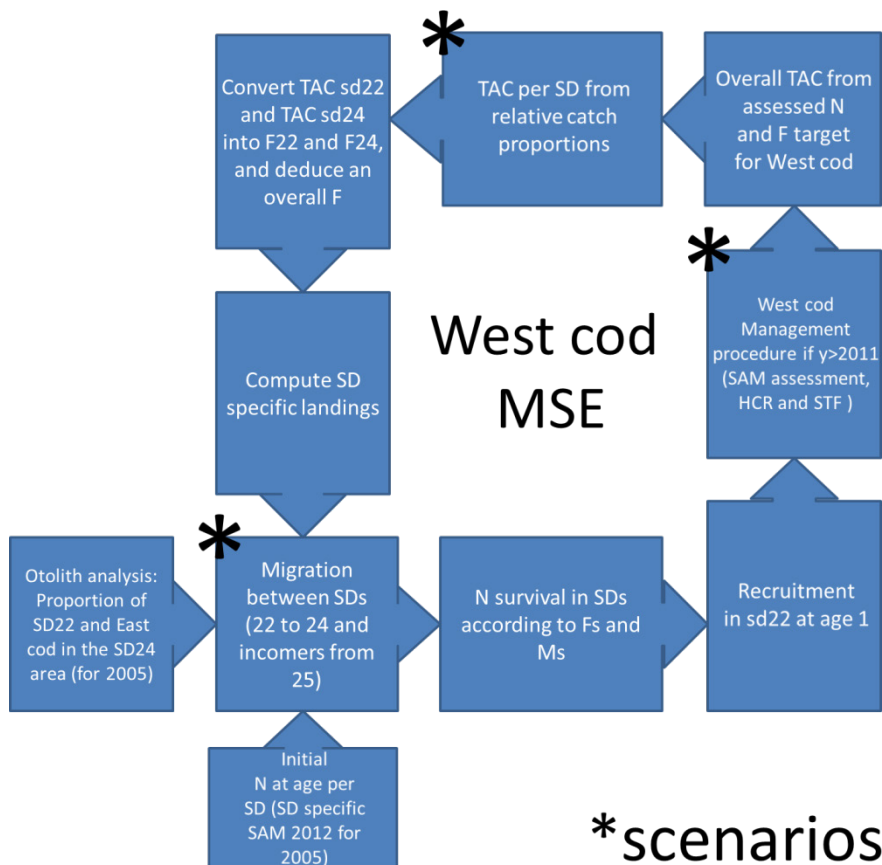 *
Convert TAC sd22
and TAC sd24
into F22 and F24,
and deduce an
overall F
TAC per SD from
relative catch
proportions
Overall TAC from
assessed N
and F target
for West cod
*
West cod
Management
procedure if y>2011
(SAM assessment,
HCR and STF )
West cod
MSE
Compute SD
specific landings
*
Otolith analysis:
Proportion of
SD22 and East
cod in the SD24
area (for 2005)
Migration
between SDs
(22 to 24 and
incomers from
25)
N survival in SDs
according to Fs and
Ms
Recruitment
in sd22 at age 1
Initial
N at age per
SD (SD specific
SAM 2012 for
2005)
*scenarios